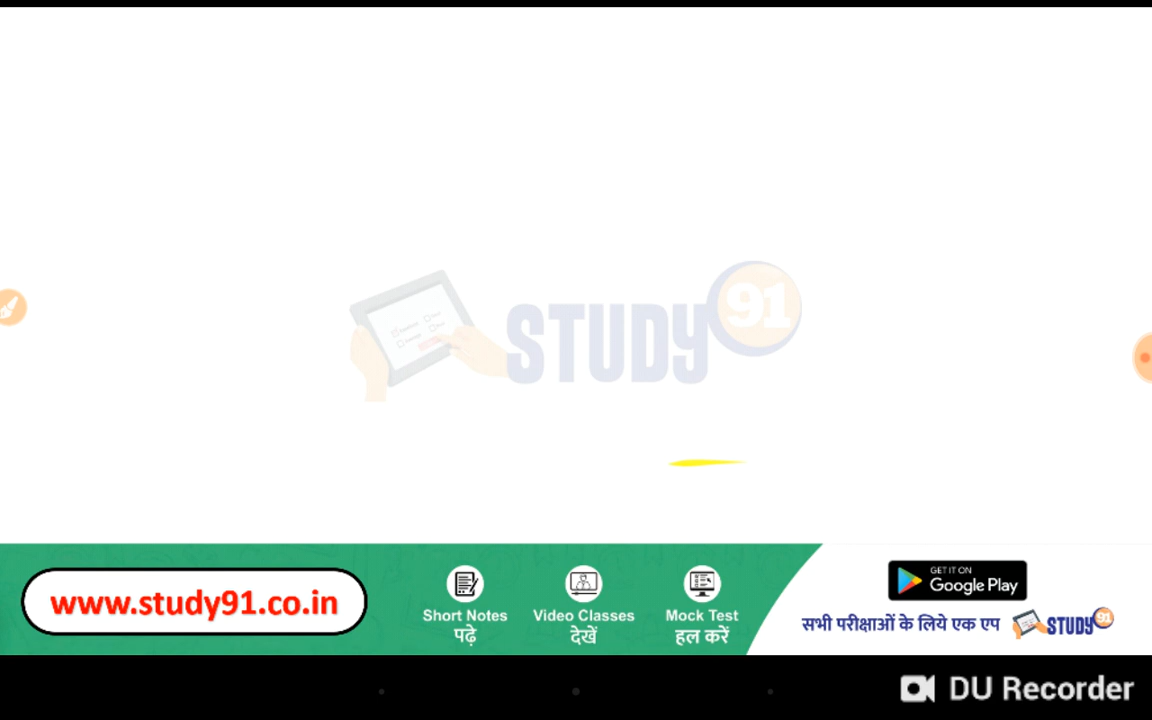 STUDY 91
www.study91.co.in
Short Notes
पढ़े
Video Classes
देखें
Mock Test
हल करें
GET IT ON
Google Play
सभी परीक्षाओं के लिये एक एप
STUDY 91
DU Recorder